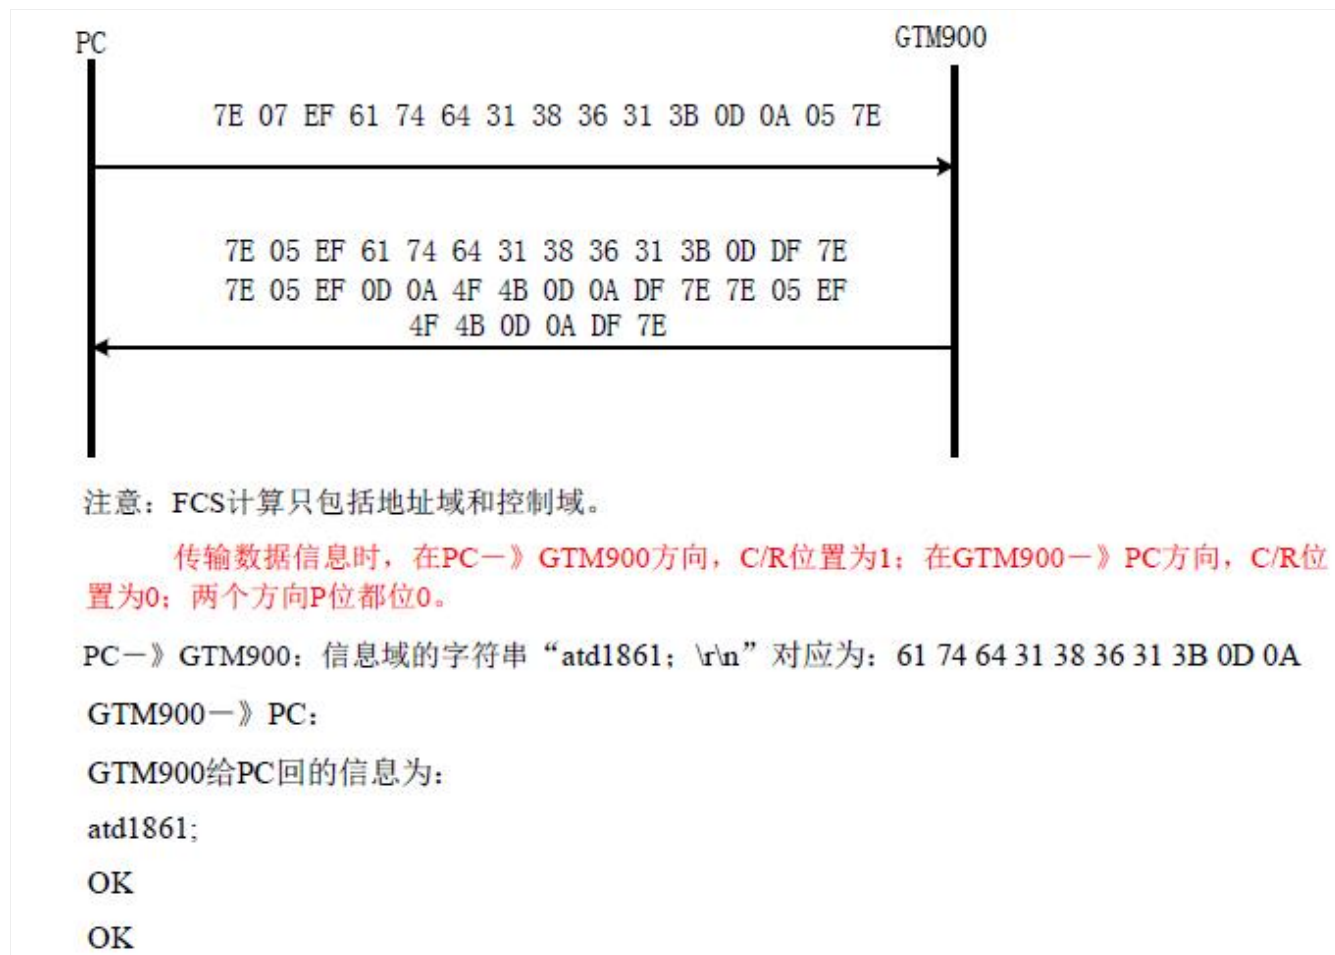 PC
GTM900
7E 07 EF 61 74 64 31 38 36 31 3B 0D 0A 05 7E
7E 05 EF 61 74 64 31 38 36 31 3B 0D DF 7E
7E 05 EF 0D 0A 4F 4B 0D 0A DF 7E 7E 05 EF
4F 4B 0D 0A DF 7E
注意：FCS计算只包括地址域和控制域。
传输数据信息时，在PC－》GTM900方向，C/R位置为1；在GTM900－》PC方向，C/R位
置为0；两个方向P位都位0。
PC－》GTM900：信息域的字符串“atd1861；\r\n”对应为：61 74 64 31 38 36 31 3B 0D 0A
GTM900－》PC：
GTM900给PC回的信息为：
atd1861;
OK
OK